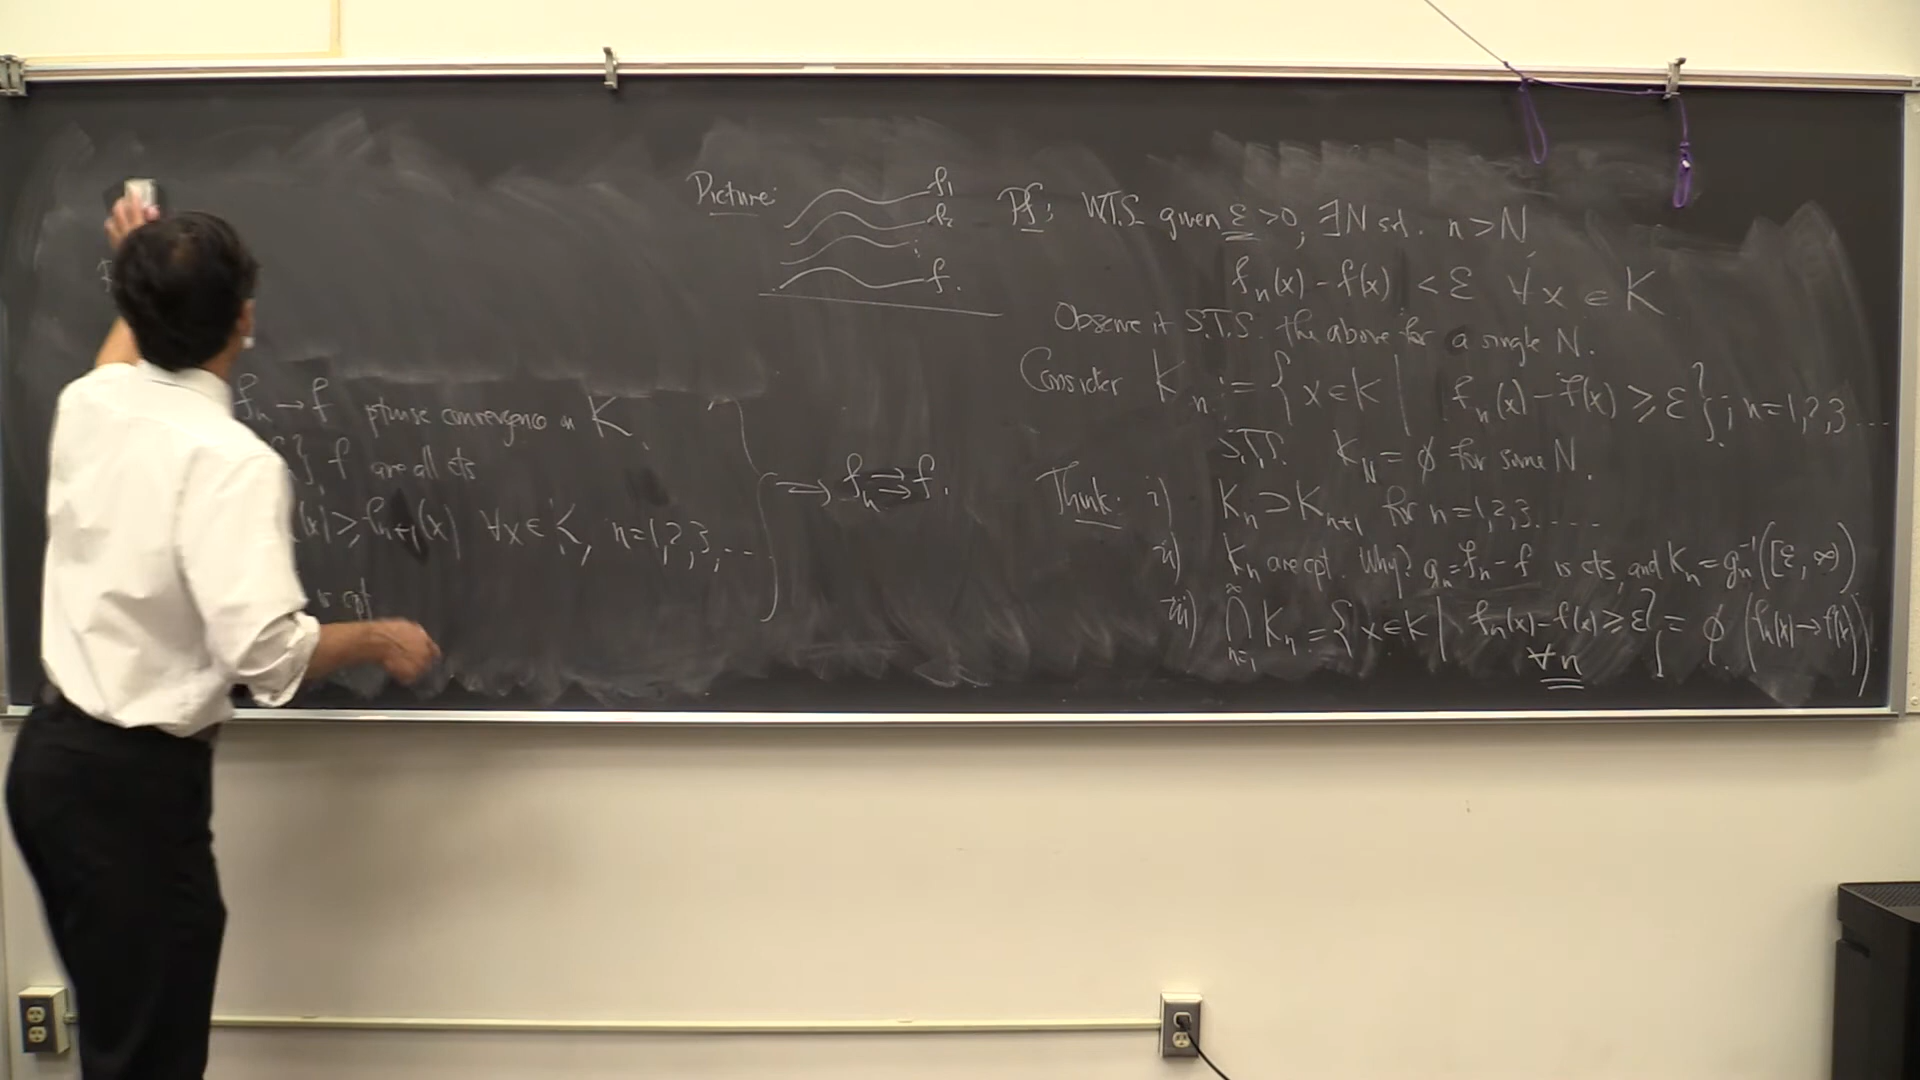 fn → f ptwise convergence on K.
} f are all cts
(x) ≥ fn+1(x) ∀x ∈ K, n=1,2,3,...
is cpt
⇒ fn ⇉ f.
Picture:
f1
f2
⋮
f.
Pf: WTS given ε>0, ∃N s.t. n>N,
fn(x) - f(x) < ε ∀x ∈ K
Observe it S.T.S. the above for a single N.
Consider Kn := { x∈K | fn(x) - f(x) ≥ ε } ; n=1,2,3...
S.T.S. KN = ∅ for some N.
Think: i) Kn ⊃ Kn+1 for n=1,2,3.....
ii) Kn are cpt. Why? gn = fn - f is cts, and Kn = gn⁻¹([ε, ∞))
iii) ∩ n=1 ∞ Kn = { x∈K | fn(x) - f(x) ≥ ε } = ∅ (fn(x) → f(x))
∀n